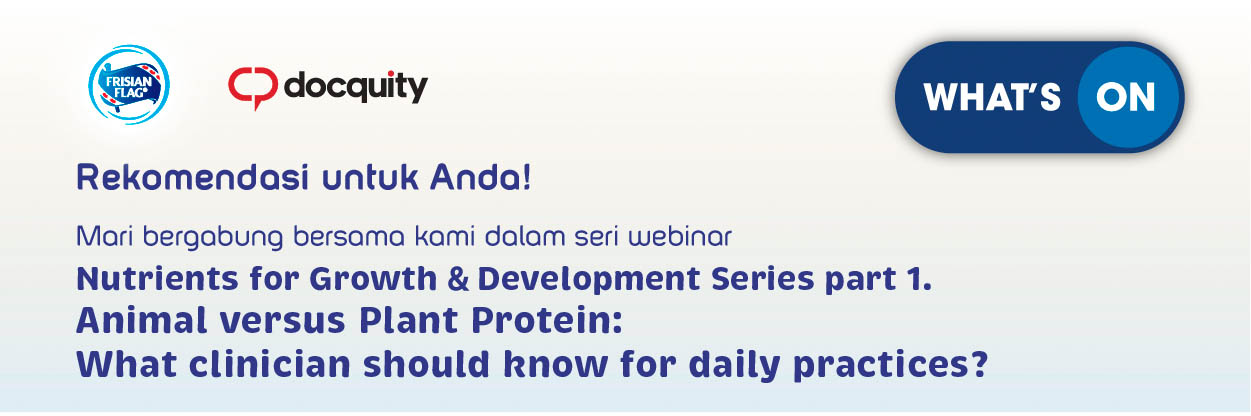 FRISIAN
FLAG®
docquity
WHAT'S ON
Rekomendasi untuk Anda!
Mari bergabung bersama kami dalam seri webinar
Nutrients for Growth & Development Series part 1.
Animal versus Plant Protein:
What clinician should know for daily practices?